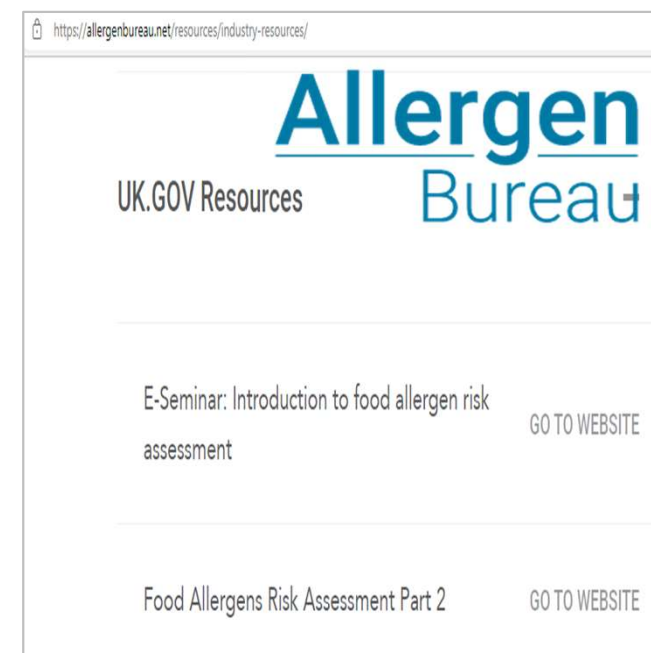 https://allergenbureau.net/resources/industry-resources/
Allergen
UK.GOV Resources
Bureau
E-Seminar: Introduction to food allergen risk
assessment
GO TO WEBSITE
Food Allergens Risk Assessment Part 2
GO TO WEBSITE